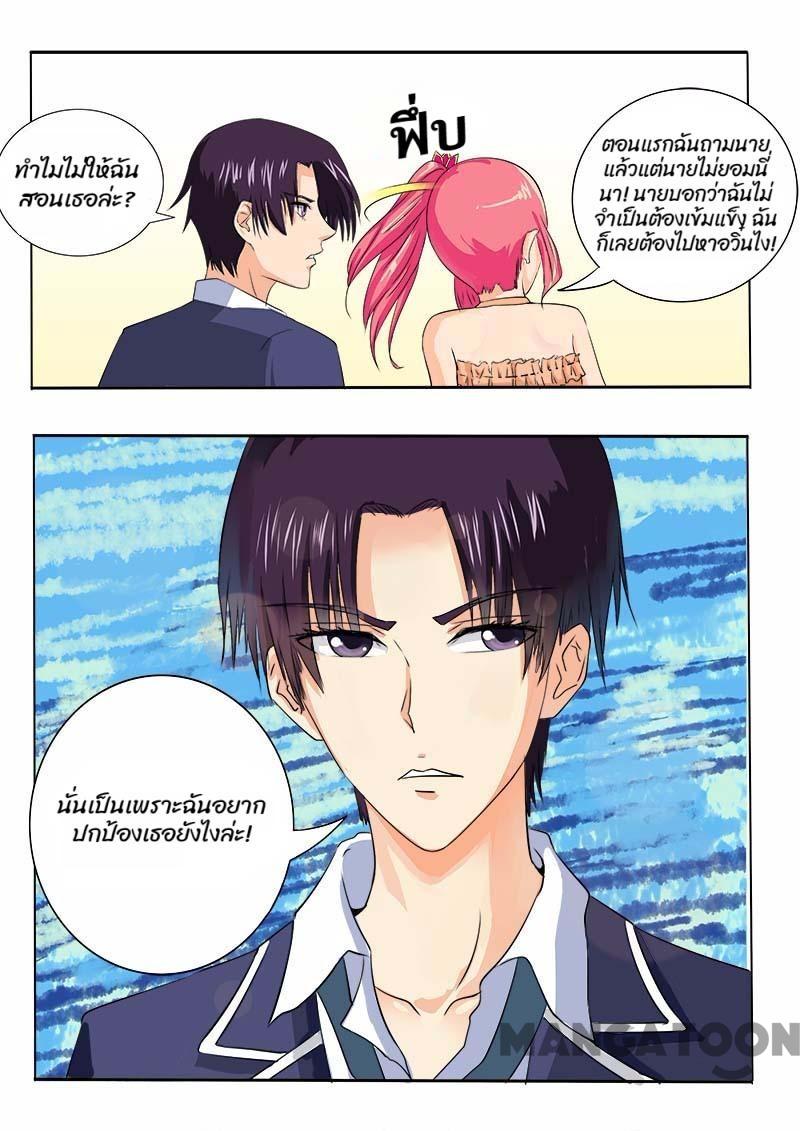 ทำไมไม่ให้ฉัน
สอนเธอล่ะ?
ฟึ่บ
ตอนแรกฉันถามนาย
แล้วแต่นายไม่ยอมนี่
นา! นายบอกว่าฉันไม่
จำเป็นต้องเข้มแข็ง ฉัน
ก็เลยต้องไปหาอวิ๋นไง!
นั่นเป็นเพราะฉันอยาก
ปกป้องเธอยังไงล่ะ!
MANGATOON